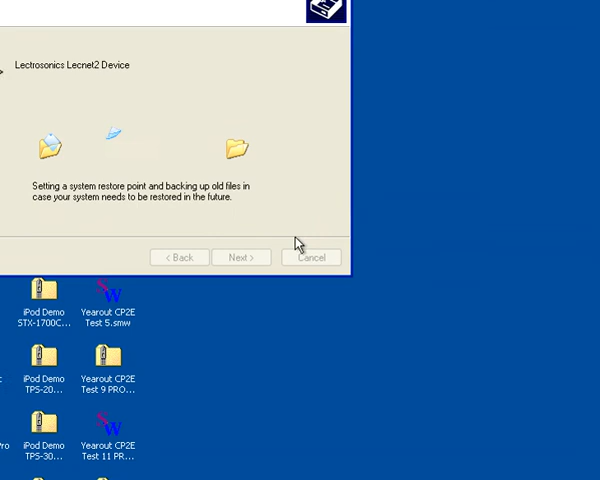 Lectrosonics Lecnet2 Device
Setting a system restore point and backing up old files in
case your system needs to be restored in the future.
< Back
Next >
Cancel
iPod Demo
STX-1700C...
Yearout CP2E
Test 5.smw
iPod Demo
TPS-20...
Yearout CP2E
Test 9 PRO...
Pro
iPod Demo
TPS-30...
Yearout CP2E
Test 11 PR...